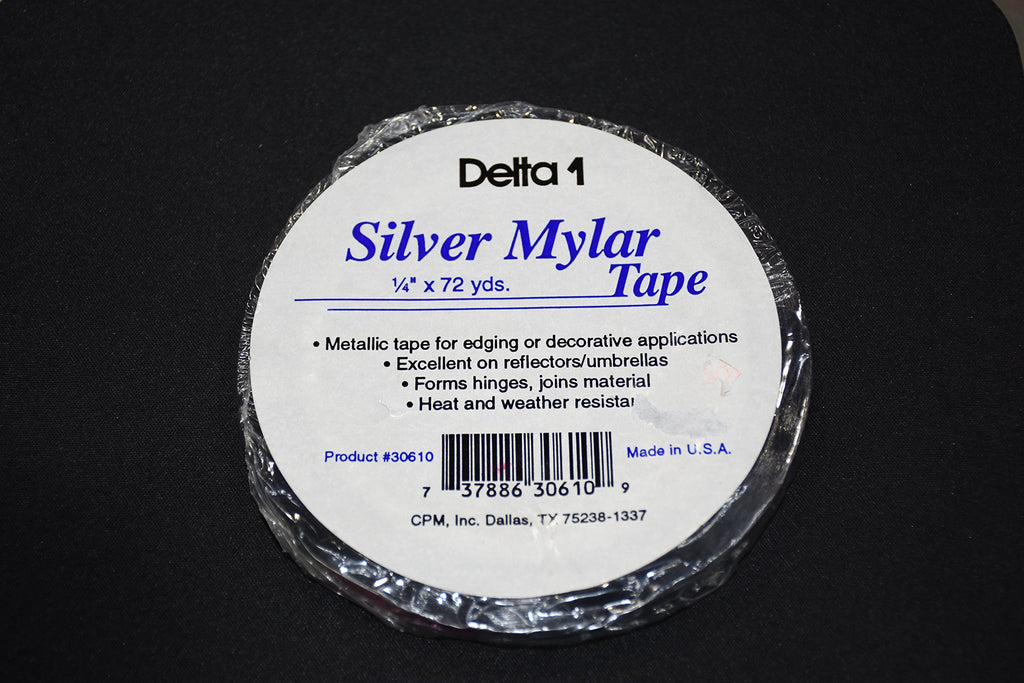 Delta 1
Silver Mylar
Tape
¼" x 72 yds.
• Metallic tape for edging or decorative applications
• Excellent on reflectors/umbrellas
• Forms hinges, joins material
• Heat and weather resista
Product #30610
Made in U.S.A.
7 37886 30610 9
CPM, Inc. Dallas, TX 75238-1337